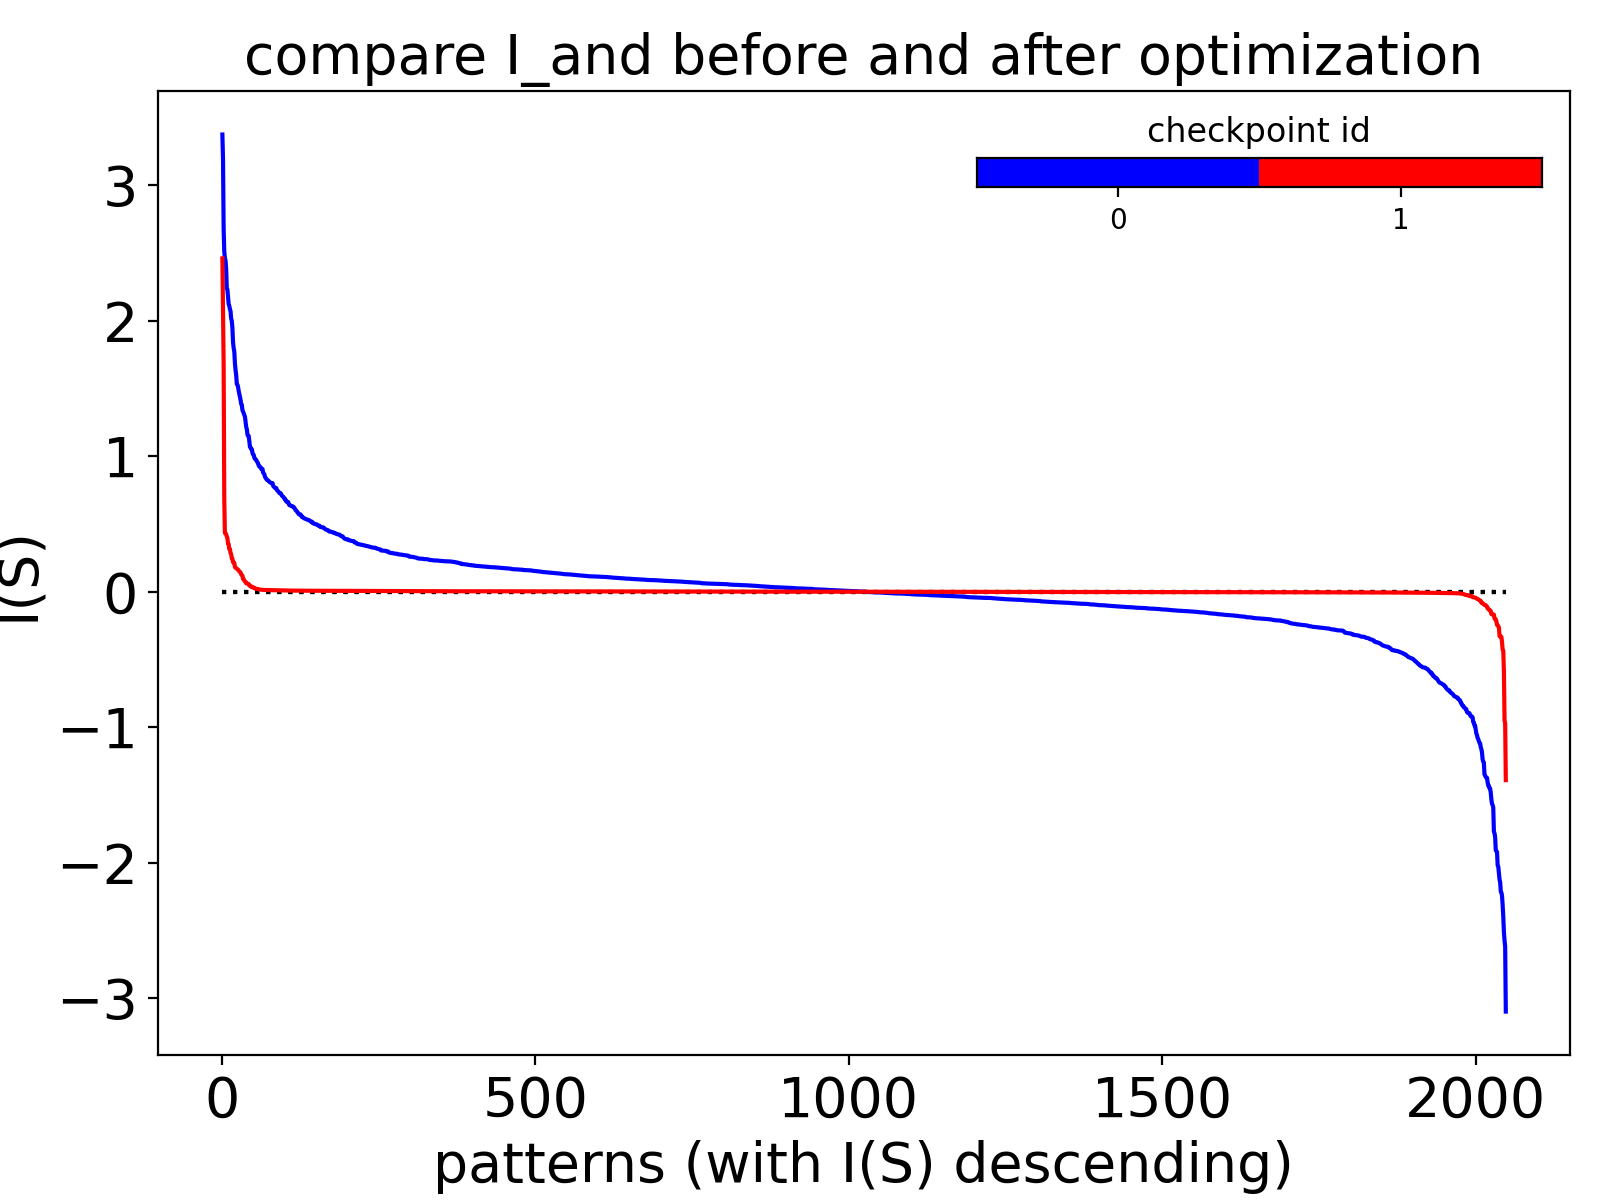 compare I_and before and after optimization
checkpoint id
0 1
3
2
1
0
−1
−2
−3
I(S)
0 500 1000 1500 2000
patterns (with I(S) descending)